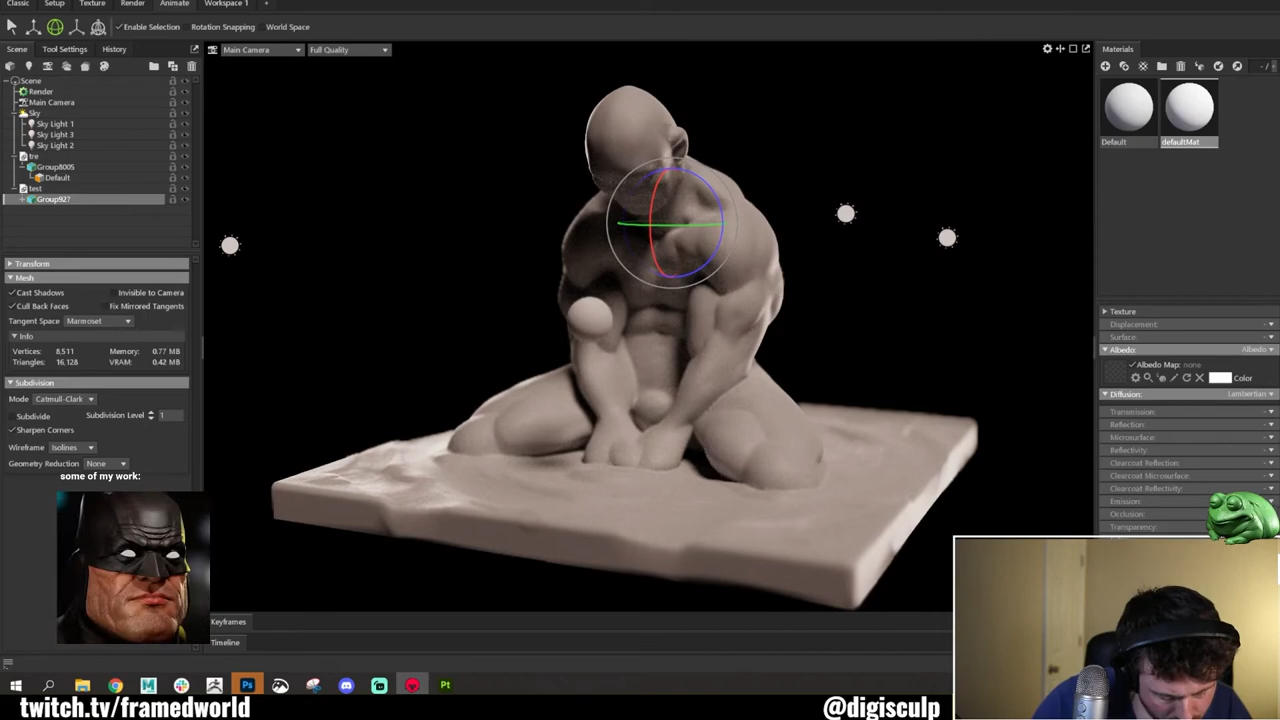 Classic Setup Texture Render Animate Workspace 1 +
Enable Selection Rotation Snapping World Space
Scene Tool Settings History
Main Camera Full Quality
Materials
Scene
Render
Main Camera
Sky
Sky Light 1
Sky Light 3
Sky Light 2
tre
Group8005
Default
test
Group927
Default defaultMat
Transform
Mesh
Cast Shadows Invisible to Camera
Cull Back Faces Fix Mirrored Tangents
Tangent Space Marmoset
Info
Vertices: 8,511 Memory: 0.77 MB
Triangles: 16,128 VRAM: 0.42 MB
Subdivision
Mode Catmull-Clark
Subdivide Subdivision Level 1
Sharpen Corners
Wireframe Isolines
Geometry Reduction None
some of my work:
Texture
Displacement:
Surface:
Albedo: Albedo
Albedo Map: none
Color
Diffusion: Lambertian
Transmission:
Reflection:
Microsurface:
Reflectivity:
Clearcoat Reflection:
Clearcoat Microsurface:
Clearcoat Reflectivity:
Emission:
Occlusion:
Transparency:
Keyframes
Timeline
Ps Pt
twitch.tv/framedworld
@digisculp